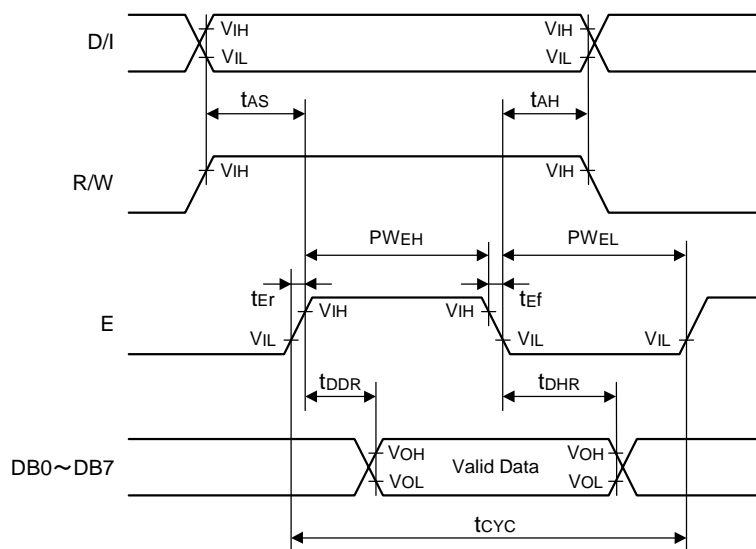 D/I
VIH
VIH
VIL
VIL
tAS
tAH
R/W
VIH
VIH
PWEH
PWEL
tEr
tEf
E
VIH
VIH
VIL
VIL
VIL
tDDR
tDHR
DB0～DB7
VOH
VOH
Valid Data
VOL
VOL
tCYC